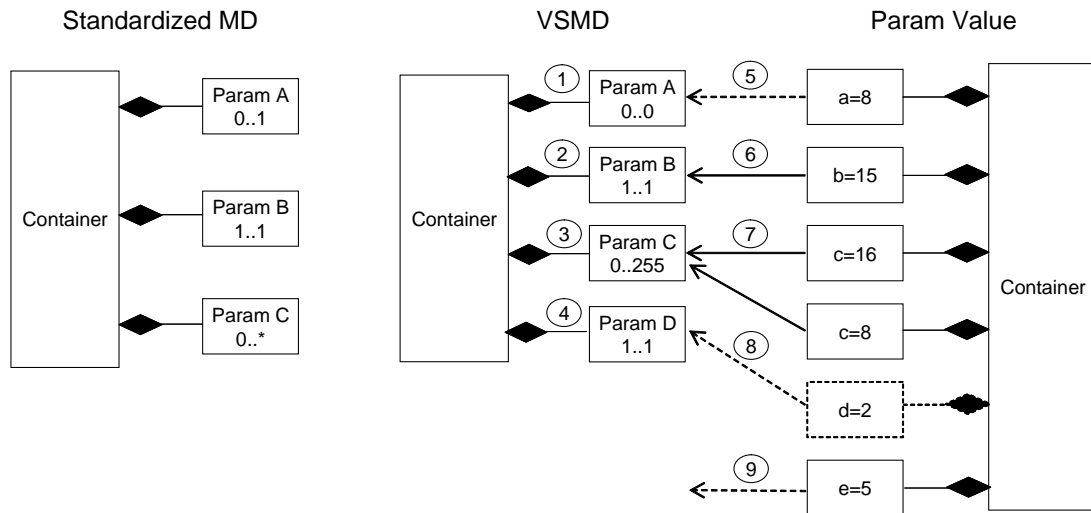 Standardized MD
VSMD
Param Value
Container
Param A
0..1
Param B
1..1
Param C
0..*
Container
1
Param A
0..0
2
Param B
1..1
3
Param C
0..255
4
Param D
1..1
5
6
7
8
9
a=8
b=15
c=16
c=8
d=2
e=5
Container